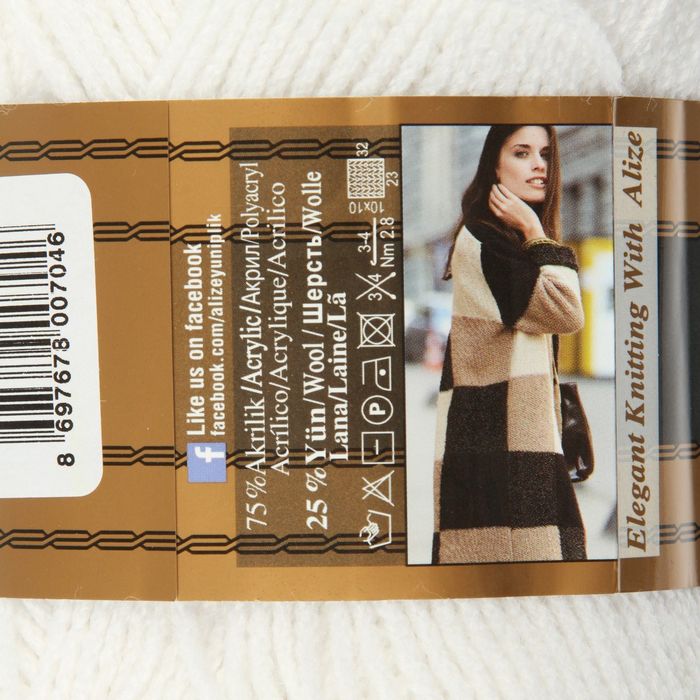 8 697678 007046
Like us on facebook
facebook.com/alizeyuniplik
75 % Akrilik/Acrylic/Акрил/Polyacryl
Acrilico/Acrylique/Acrílico
25 % Yün/Wool/Шерсть/Wolle
Lana/Laine/Lã
P
3 4
3-4
Nm 2.8
10x10
32
23
Elegant Knitting With Alize